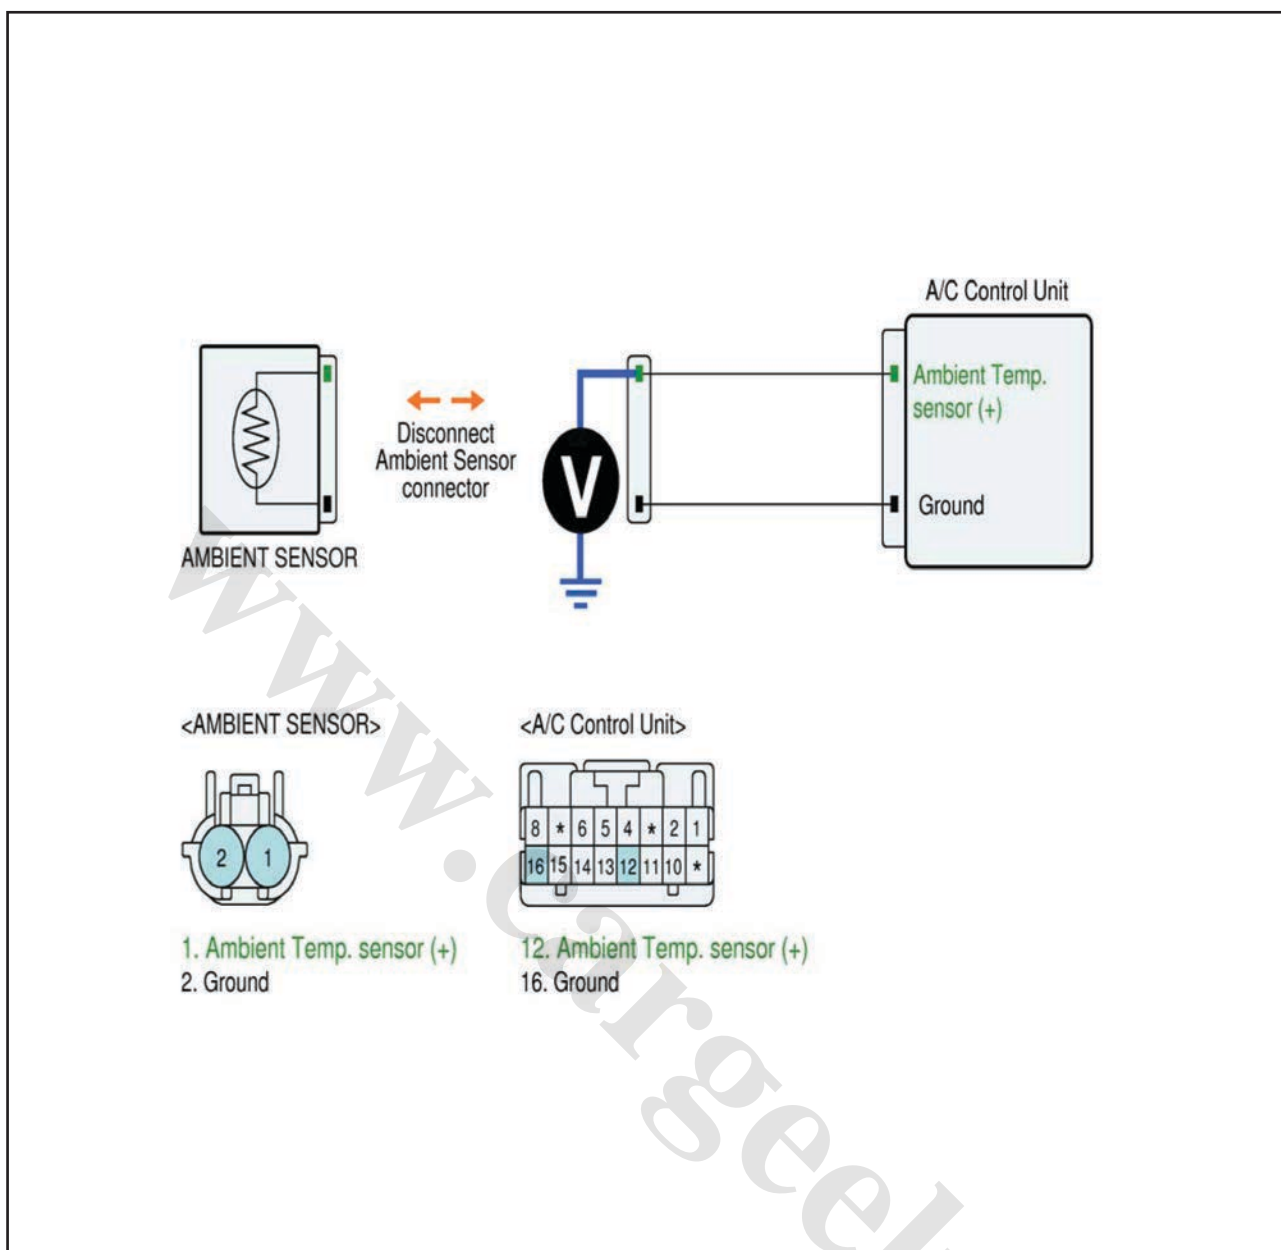 A/C Control Unit
Ambient Temp.
sensor (+)
Disconnect
Ambient Sensor
connector
V
Ground
AMBIENT SENSOR
<AMBIENT SENSOR>
<A/C Control Unit>
8 * 6 5 4 * 2 1
2 1
16 15 14 13 12 11 10 *
1. Ambient Temp. sensor (+)
12. Ambient Temp. sensor (+)
2. Ground
16. Ground
www.cargeek